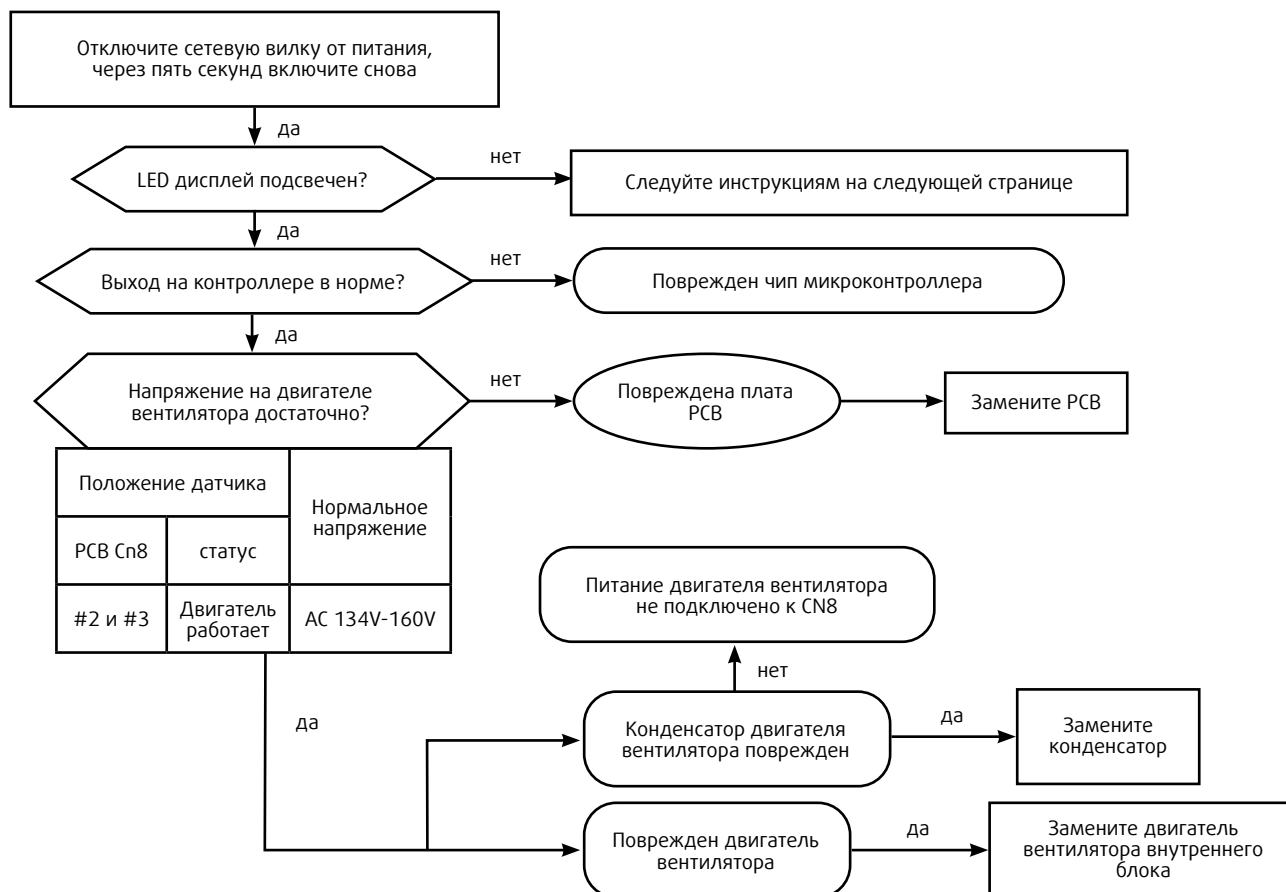 Отключите сетевую вилку от питания,
через пять секунд включите снова
да
LED дисплей подсвечен?
нет
Следуйте инструкциям на следующей странице
да
Выход на контроллере в норме?
нет
Поврежден чип микроконтроллера
да
Напряжение на двигателе
вентилятора достаточно?
нет
Повреждена плата
PCB
Замените PCB
Положение датчика
Нормальное
напряжение
PCB Cn8
статус
#2 и #3
Двигатель
работает
AC 134V-160V
Питание двигателя вентилятора
не подключено к CN8
нет
да
Конденсатор двигателя
вентилятора поврежден
да
Замените
конденсатор
Поврежден двигатель
вентилятора
да
Замените двигатель
вентилятора внутреннего
блока